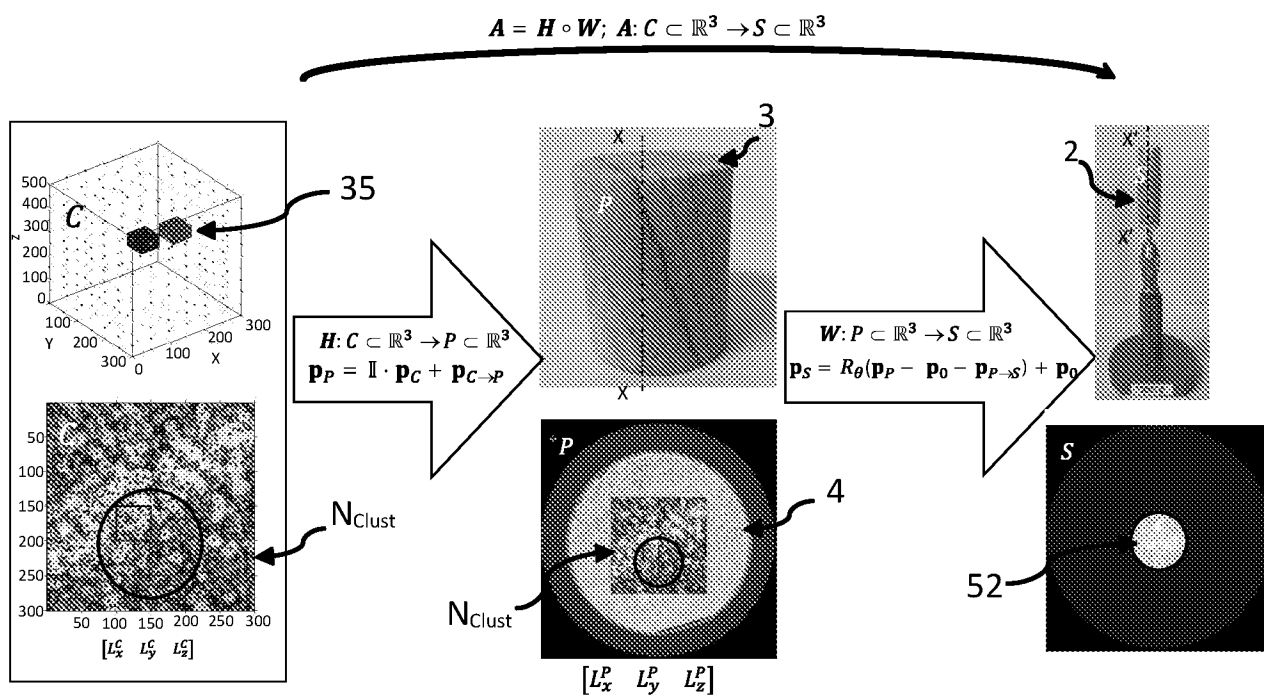 A = H ∘ W; A: C ⊂ ℝ³ → S ⊂ ℝ³
500
400
300
200
100
0
Z
C
35
100
200
300
Y
0
100
200
300
X
H: C ⊂ ℝ³ → P ⊂ ℝ³
p_P = 𝕀 · p_C + p_C→P
X
3
P
X
W: P ⊂ ℝ³ → S ⊂ ℝ³
p_S = R_θ(p_P − p_0 − p_P→S) + p_0
X'
2
X'
50
100
150
200
250
300
50 100 150 200 250 300
[L_x^C L_y^C L_z^C]
N_Clust
P
4
N_Clust
[L_x^P L_y^P L_z^P]
S
52